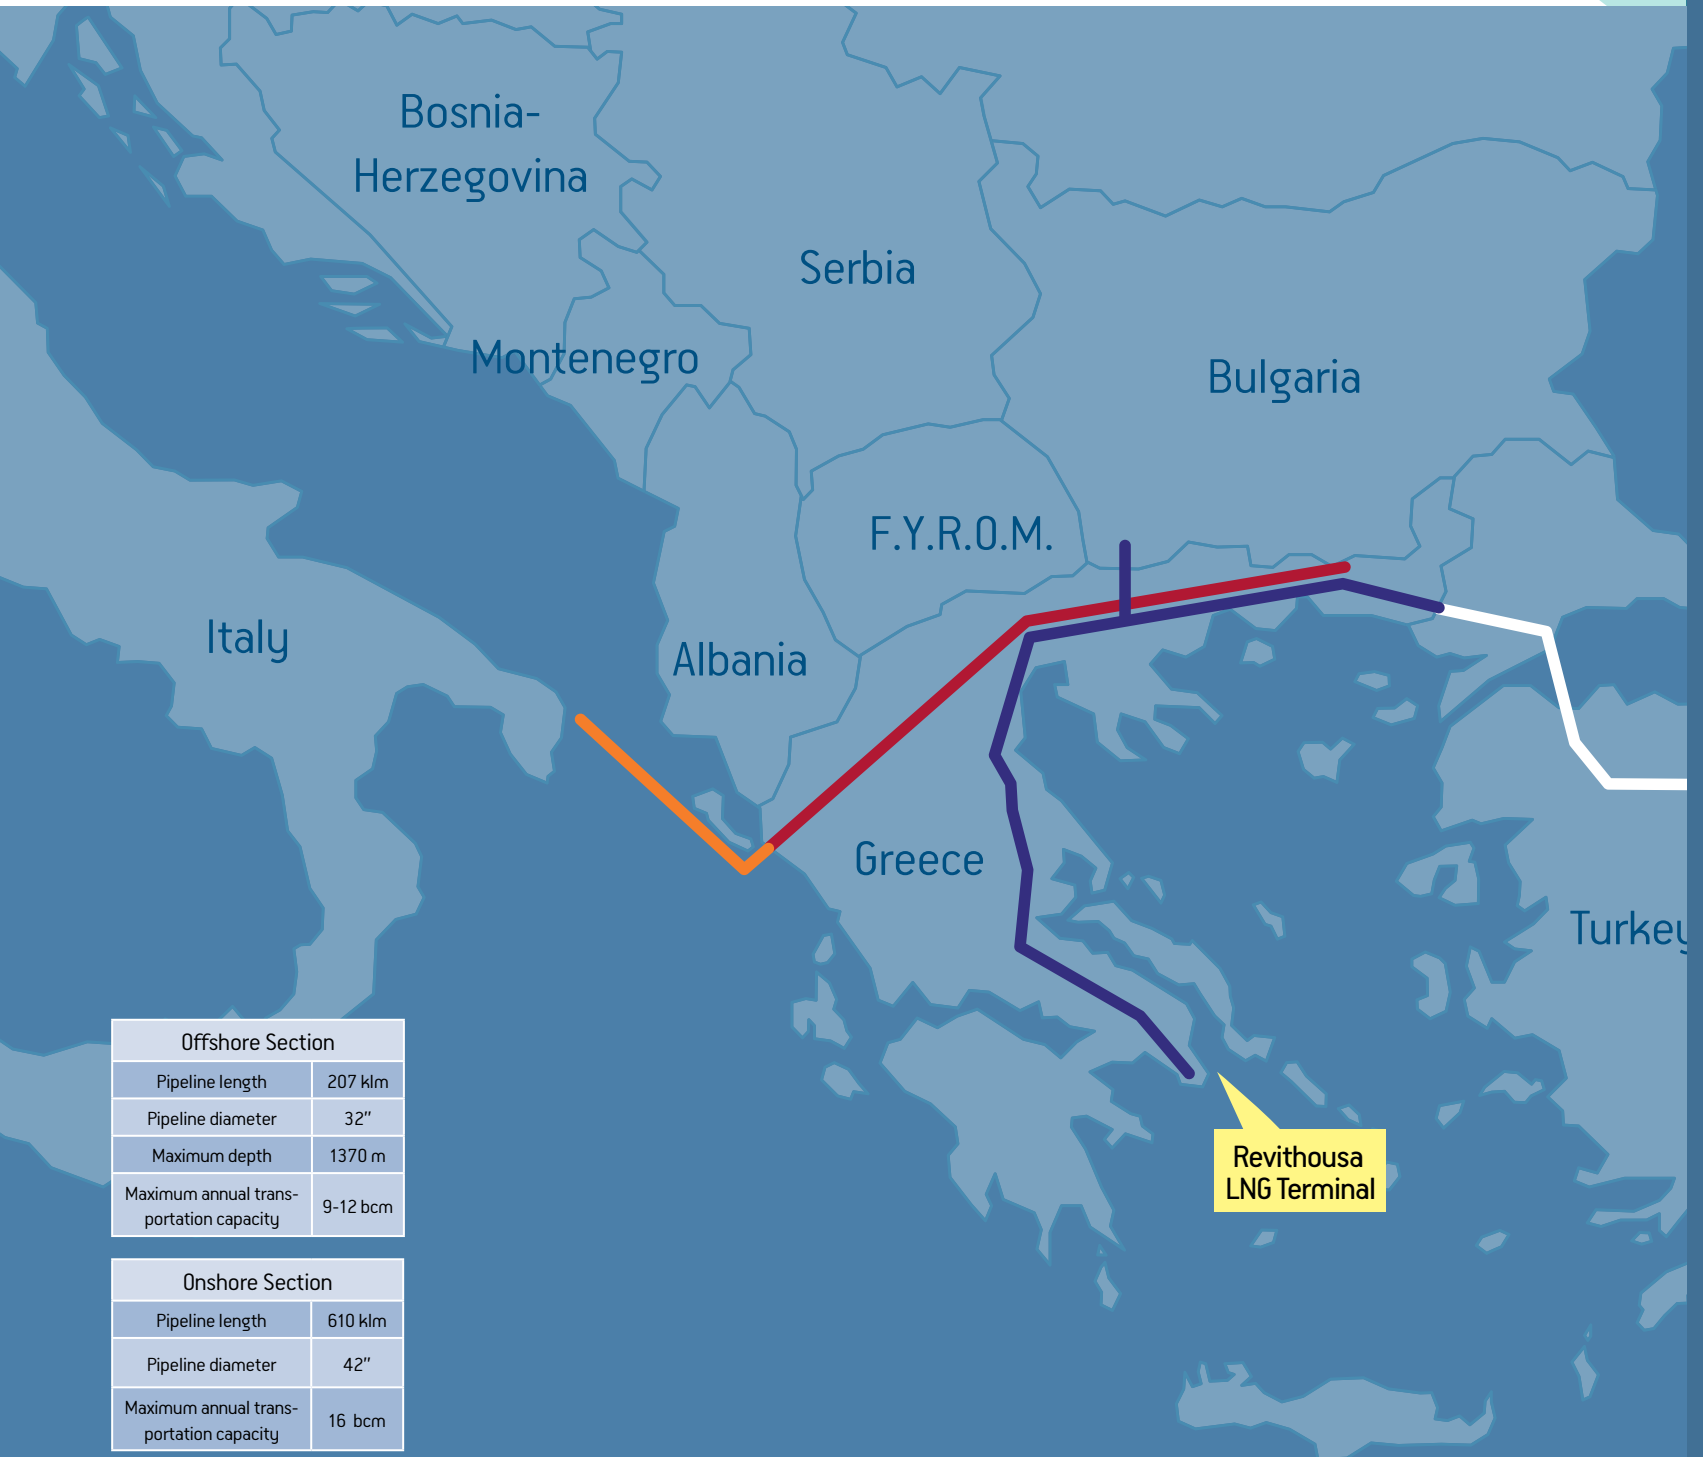 Bosnia-
Herzegovina
Serbia
Montenegro
Bulgaria
F.Y.R.O.M.
Italy
Albania
Greece
Turkey
Revithousa
LNG Terminal
Offshore Section
Pipeline length 207 klm
Pipeline diameter 32"
Maximum depth 1370 m
Maximum annual trans-
portation capacity 9-12 bcm
Onshore Section
Pipeline length 610 klm
Pipeline diameter 42"
Maximum annual trans-
portation capacity 16 bcm